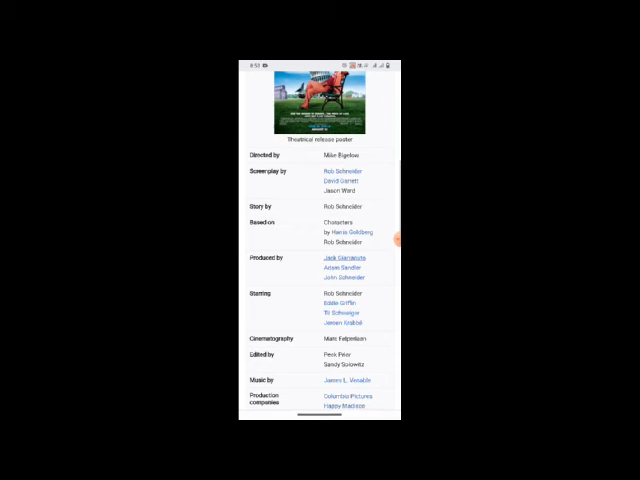 8:53
Theatrical release poster
Directed by Mike Bigelow
Screenplay by Rob Schneider
David Garrett
Jason Ward
Story by Rob Schneider
Based on Characters
by Harris Goldberg
Rob Schneider
Produced by Jack Giarraputo
Adam Sandler
John Schneider
Starring Rob Schneider
Eddie Griffin
Til Schweiger
Jeroen Krabbé
Cinematography Marc Felperlaan
Edited by Peck Prior
Sandy Solowitz
Music by James L. Venable
Production companies Columbia Pictures
Happy Madison